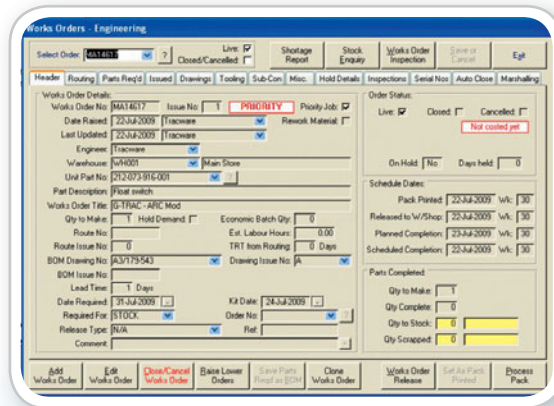 Works Orders - Engineering
Select Order: MA14617 ? Live: Closed/Cancelled: Shortage Report Stock Enquiry Works Order Inspection Save or Cancel Exit
Header Routing Parts Req'd Issued Drawings Tooling Sub-Con Misc. Hold Details Inspections Serial Nos Auto Close Marshalling
Works Order Details:
Works Order No: MA14617 Issue No: 1 PRIORITY Priority Job:
Date Raised: 22-Jul-2009 Tracware Rework Material:
Last Updated: 22-Jul-2009 Tracware
Engineer: Tracware
Warehouse: WH001 Main Store
Unit Part No: 212-073-916-001 ?
Part Description: Float switch
Works Order Title: G-TRAC - ARC Mod
Qty to Make: 1 Hold Demand: Economic Batch Qty: 0
Route No: Est. Labour Hours: 0.00
Route Issue No: 0 TRT from Routing: 0 Days
BOM Drawing No: A3/179-543 Drawing Issue No: A
BOM Issue No:
Lead Time: 1 Days
Date Required: 31-Jul-2009 Kit Date: 24-Jul-2009
Required For: STOCK Order No: ?
Release Type: N/A Ref:
Comment:
Order Status:
Live: Closed: Cancelled:
Not costed yet
On Hold: No Days held: 0
Schedule Dates:
Pack Printed: 22-Jul-2009 Wk: 30
Released to W/Shop: 22-Jul-2009 Wk: 30
Planned Completion: 23-Jul-2009 Wk: 30
Scheduled Completion: 22-Jul-2009 Wk: 30
Parts Completed:
Qty to Make: 1
Qty Complete: 0
Qty to Stock: 0
Qty Scrapped: 0
Add Works Order Edit Works Order Close/Cancel Works Order Raise Lower Orders Save Parts Reqd as BOM Clone Works Order Works Order Release Set As Pack Printed Process Pack